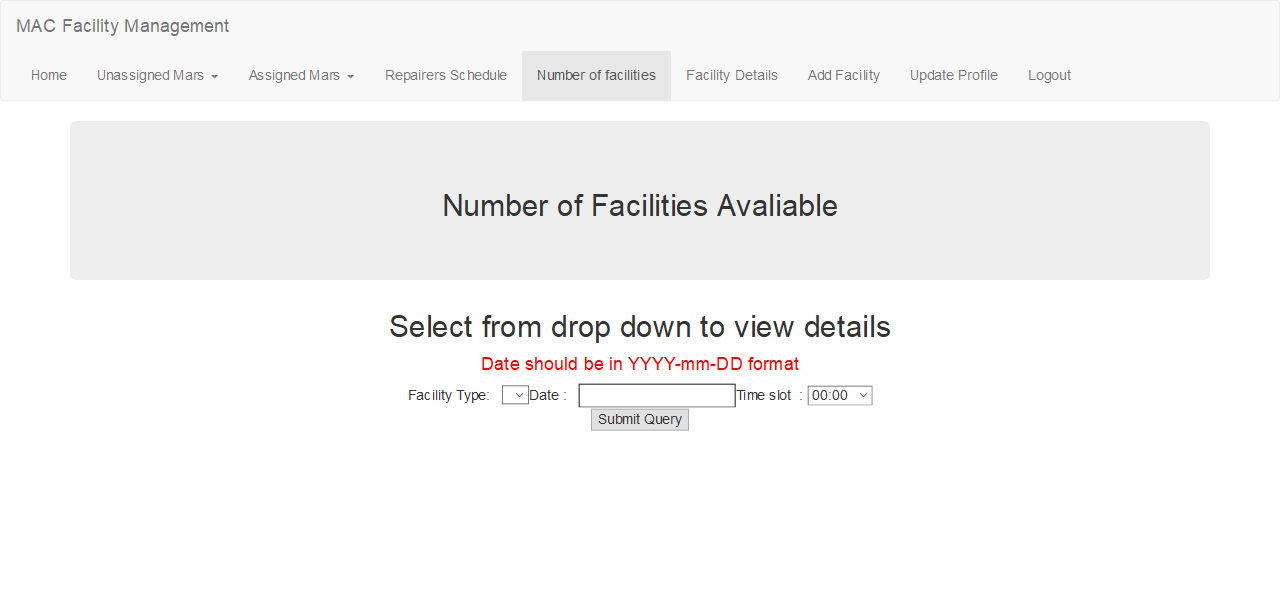 MAC Facility Management
Home Unassigned Mars Assigned Mars Repairers Schedule Number of facilities Facility Details Add Facility Update Profile Logout
Number of Facilities Avaliable
Select from drop down to view details
Date should be in YYYY-mm-DD format
Facility Type: Date : Time slot : 00:00
Submit Query